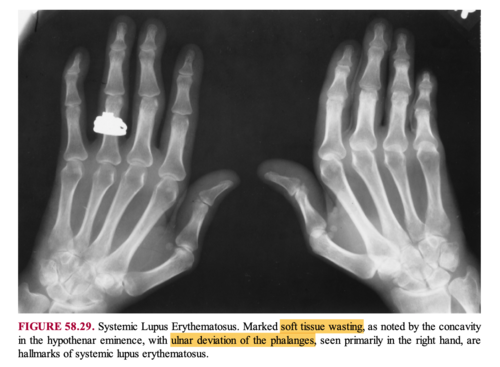 FIGURE 58.29. Systemic Lupus Erythematosus. Marked soft tissue wasting, as noted by the concavity
in the hypothenar eminence, with ulnar deviation of the phalanges, seen primarily in the right hand, are
hallmarks of systemic lupus erythematosus.